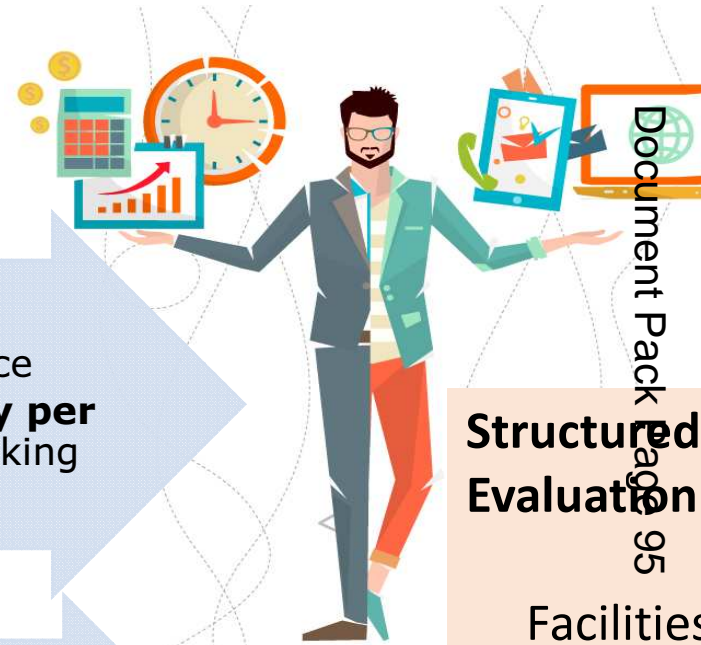 ce
y per
king
Structured
Evaluation
Facilities
Document Pack Page 95